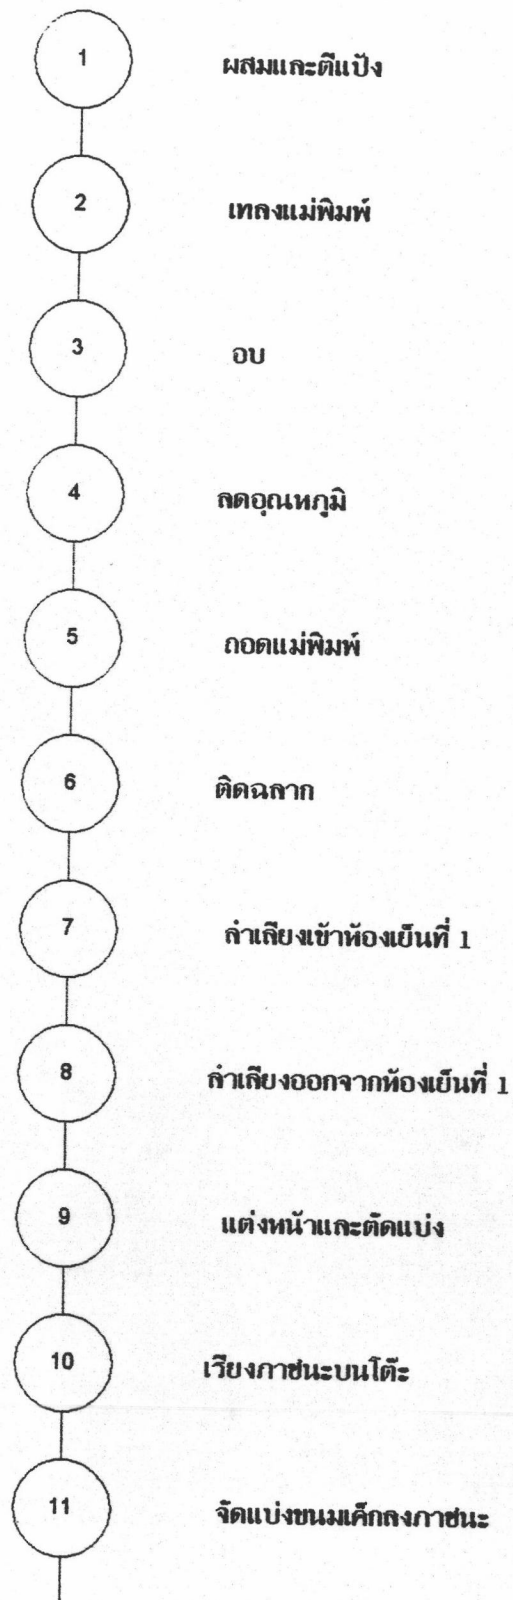 1 ผสมและตีแป้ง
2 เทลงแม่พิมพ์
3 อบ
4 ลดอุณหภูมิ
5 ถอดแม่พิมพ์
6 ติดฉลาก
7 ลำเลียงเข้าห้องเย็นที่ 1
8 ลำเลียงออกจากห้องเย็นที่ 1
9 แต่งหน้าและตัดแบ่ง
10 เรียงภาชนะบนโต๊ะ
11 จัดแบ่งขนมเค้กลงภาชนะ